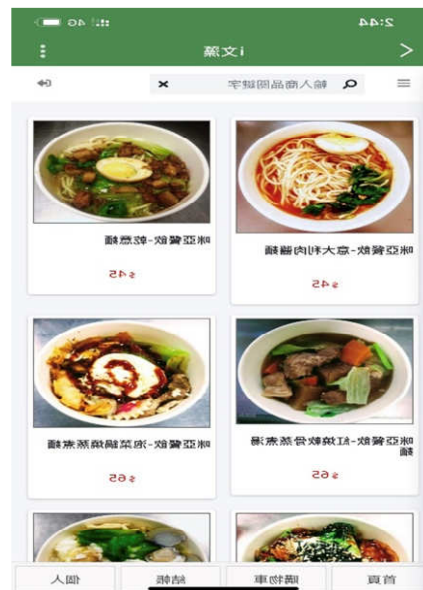 2:44 4G
i文藻
輸入商品關鍵字
咪亞餐飲-意大利肉醬麵
$ 45
咪亞餐飲-乾意麵
$ 45
咪亞餐飲-紅燒軟骨蒸煮湯
麵
$ 65
咪亞餐飲-泡菜鍋燒蒸煮麵
$ 65
首頁 購物車 結帳 個人